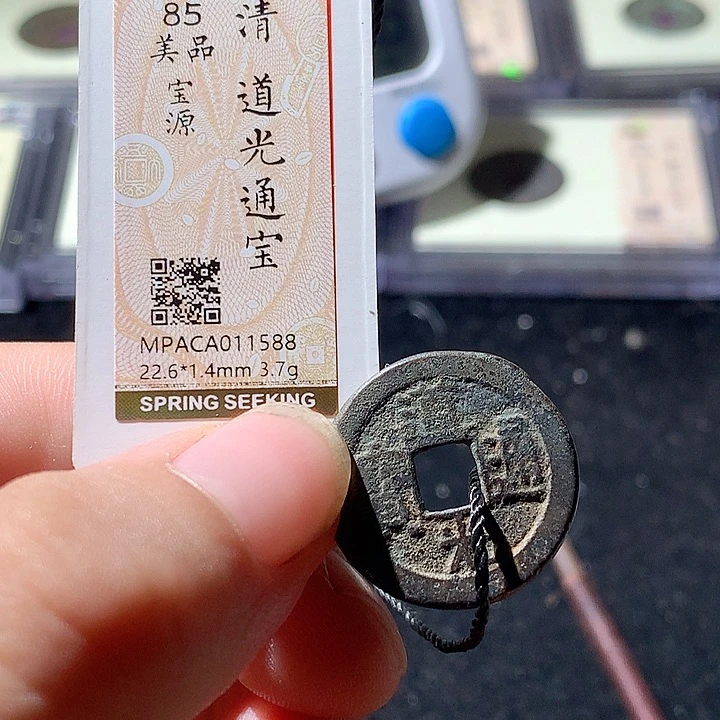 清 道光通宝
85
美品
宝源
MPACA011588
22.6*1.4mm 3.7g
SPRING SEEKING
通